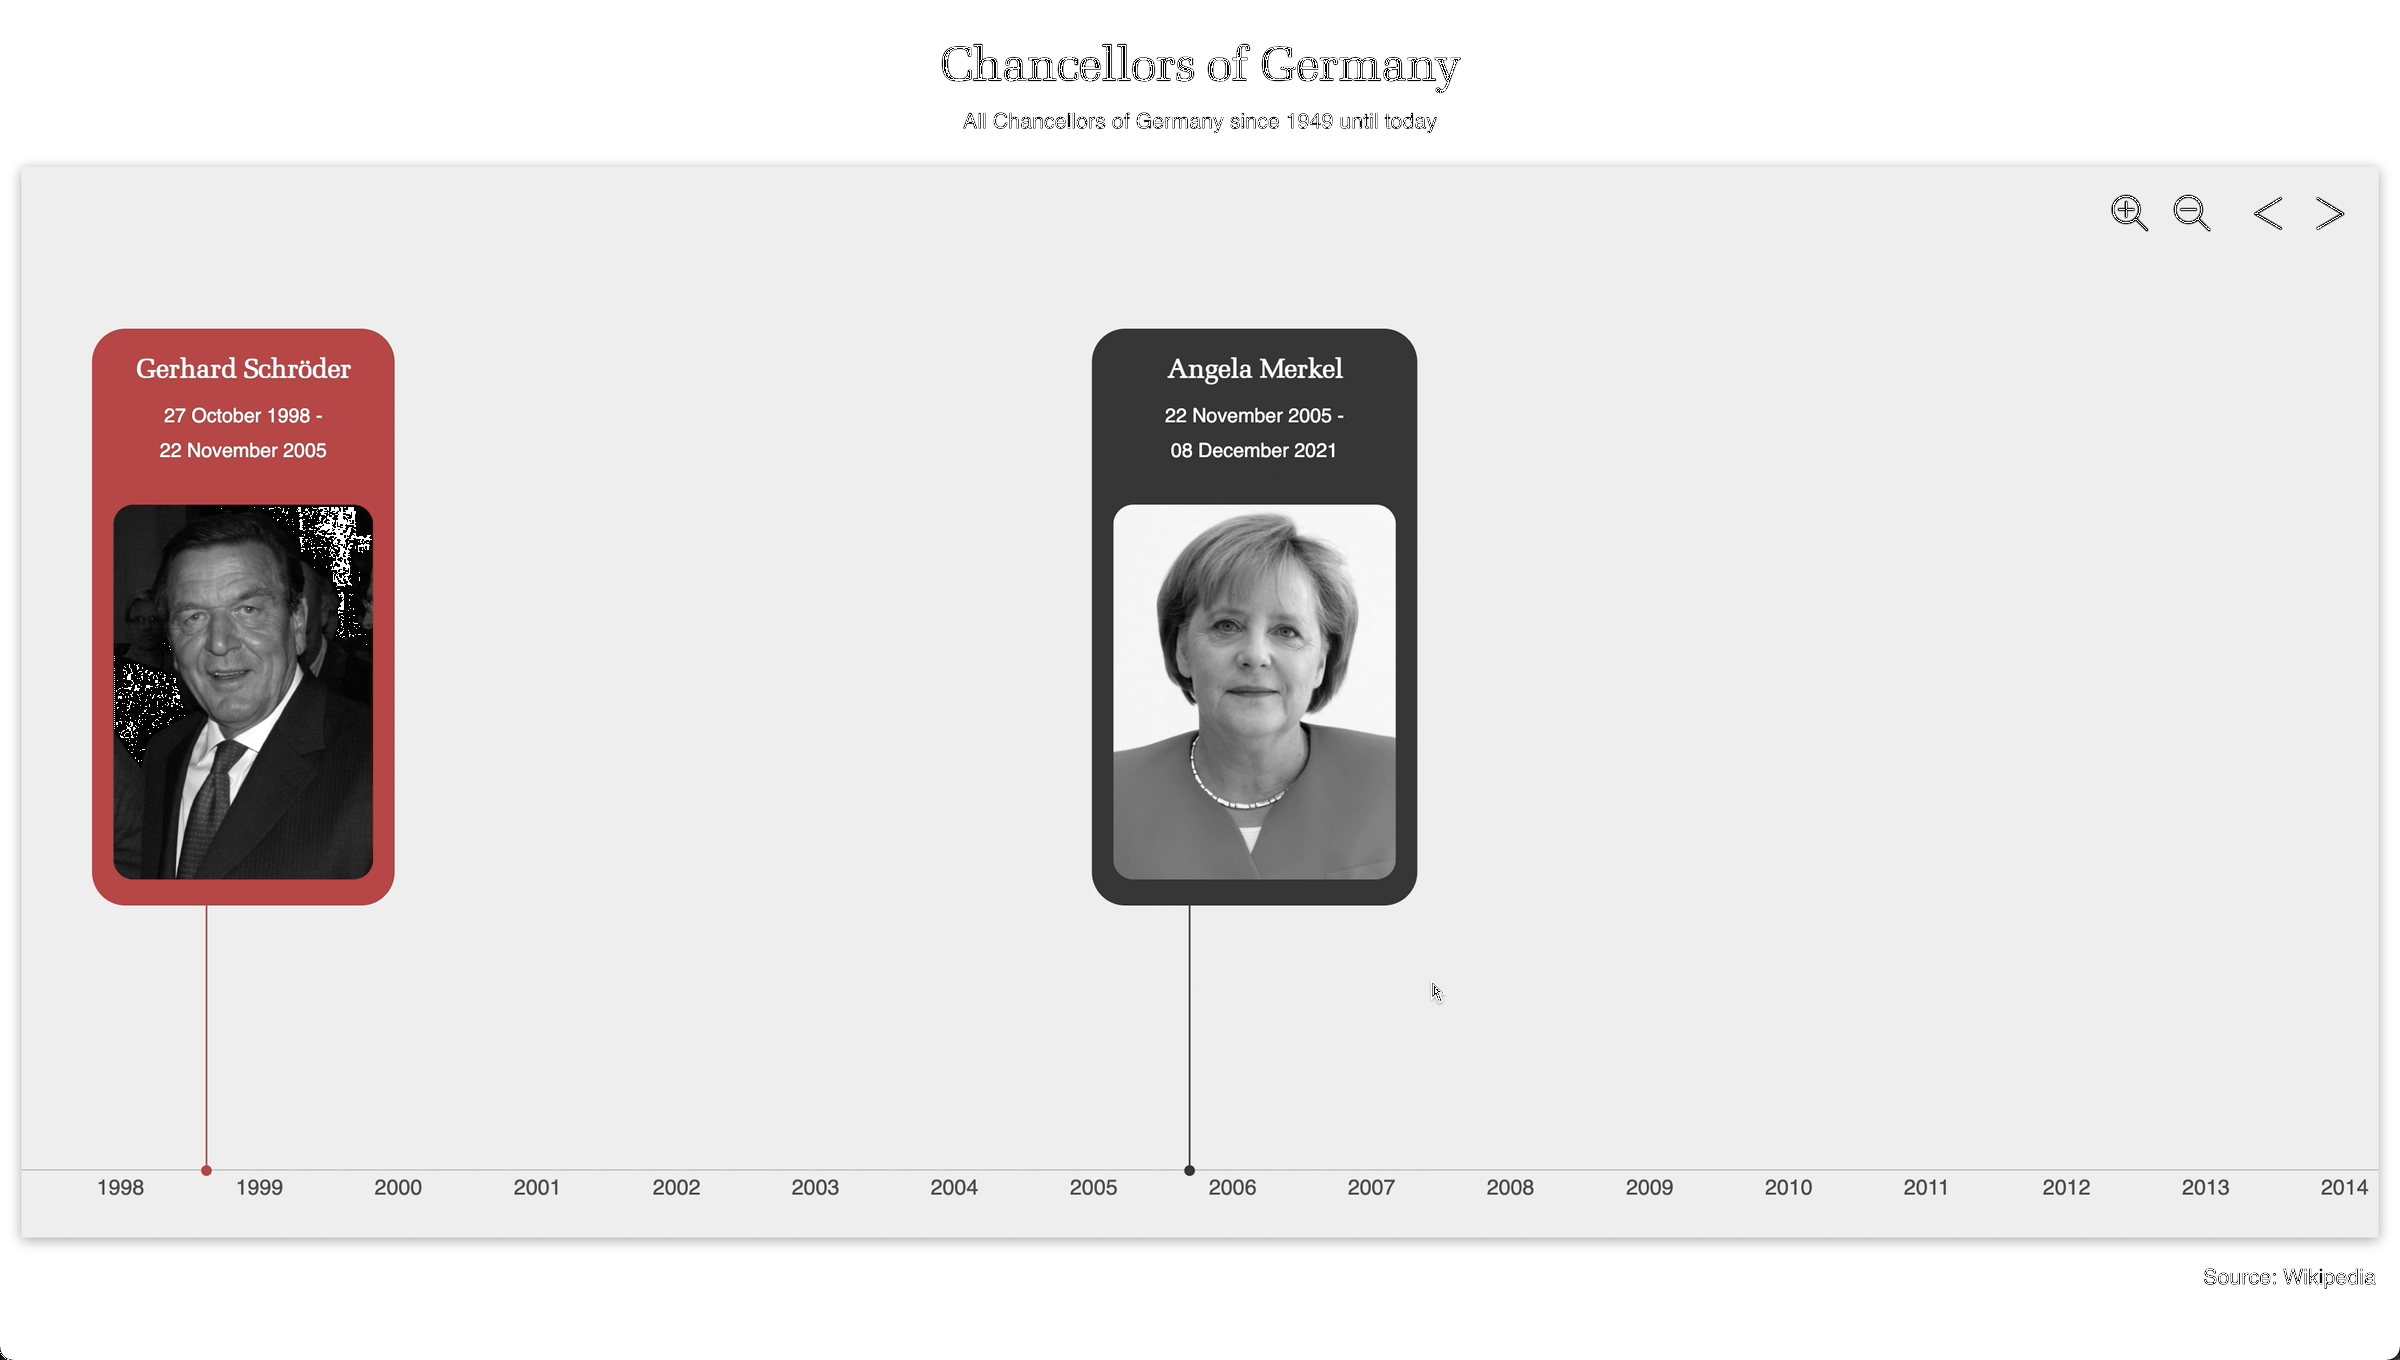 Chancellors of Germany
All Chancellors of Germany since 1949 until today
Gerhard Schröder
27 October 1998 -
22 November 2005
Angela Merkel
22 November 2005 -
08 December 2021
1998 1999 2000 2001 2002 2003 2004 2005 2006 2007 2008 2009 2010 2011 2012 2013 2014
Source: Wikipedia